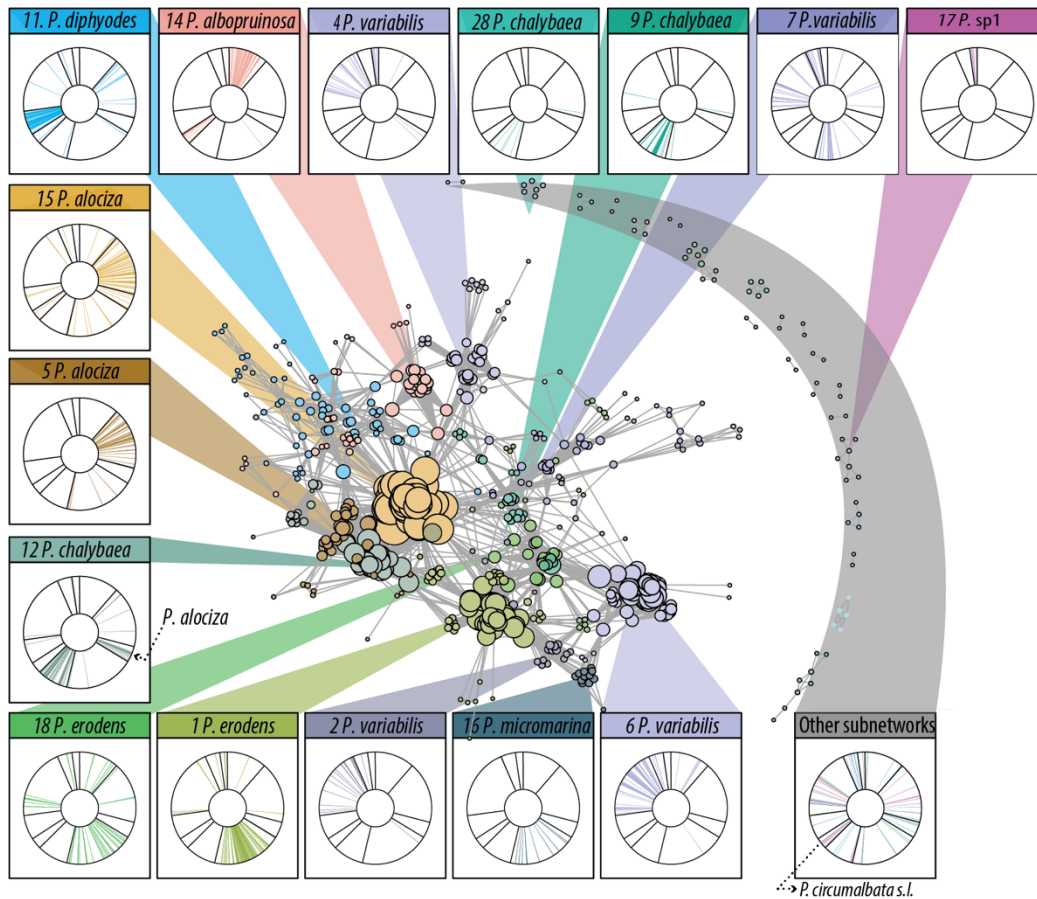 11. P. diphyodes
14 P. albopruinosa
4 P. variabilis
28 P. chalybaea
9 P. chalybaea
7 P.variabilis
17 P. sp1
15 P. alociza
5 P. alociza
12 P. chalybaea
P. alociza
18 P. erodens
1 P. erodens
2 P. variabilis
16 P. micromarina
6 P. variabilis
Other subnetworks
P. circumalbata s.l.